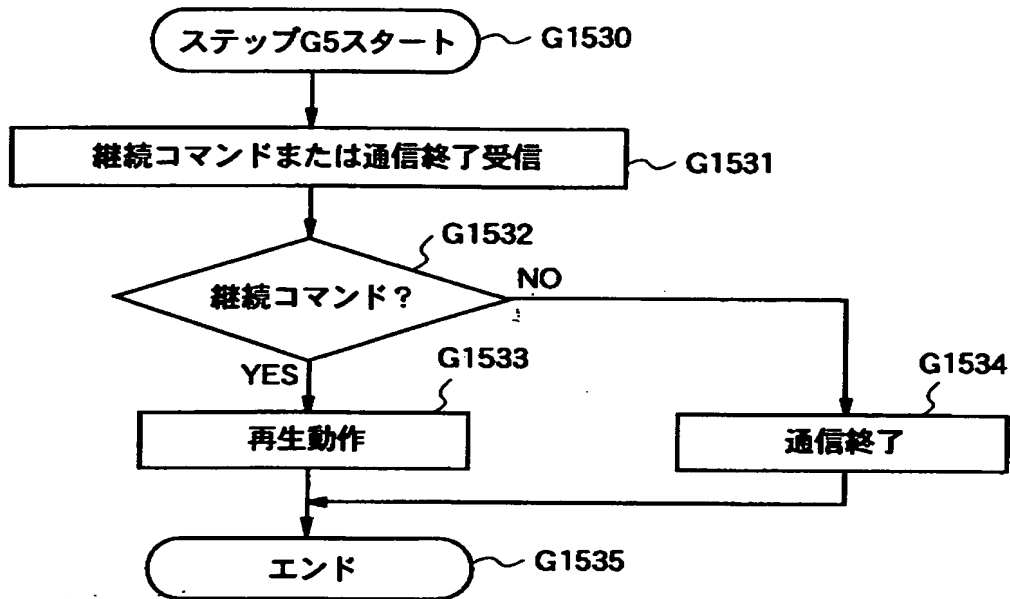 ステップG5スタート
G1530
継続コマンドまたは通信終了受信
G1531
G1532
継続コマンド？
NO
YES
G1533
G1534
再生動作
通信終了
エンド
G1535